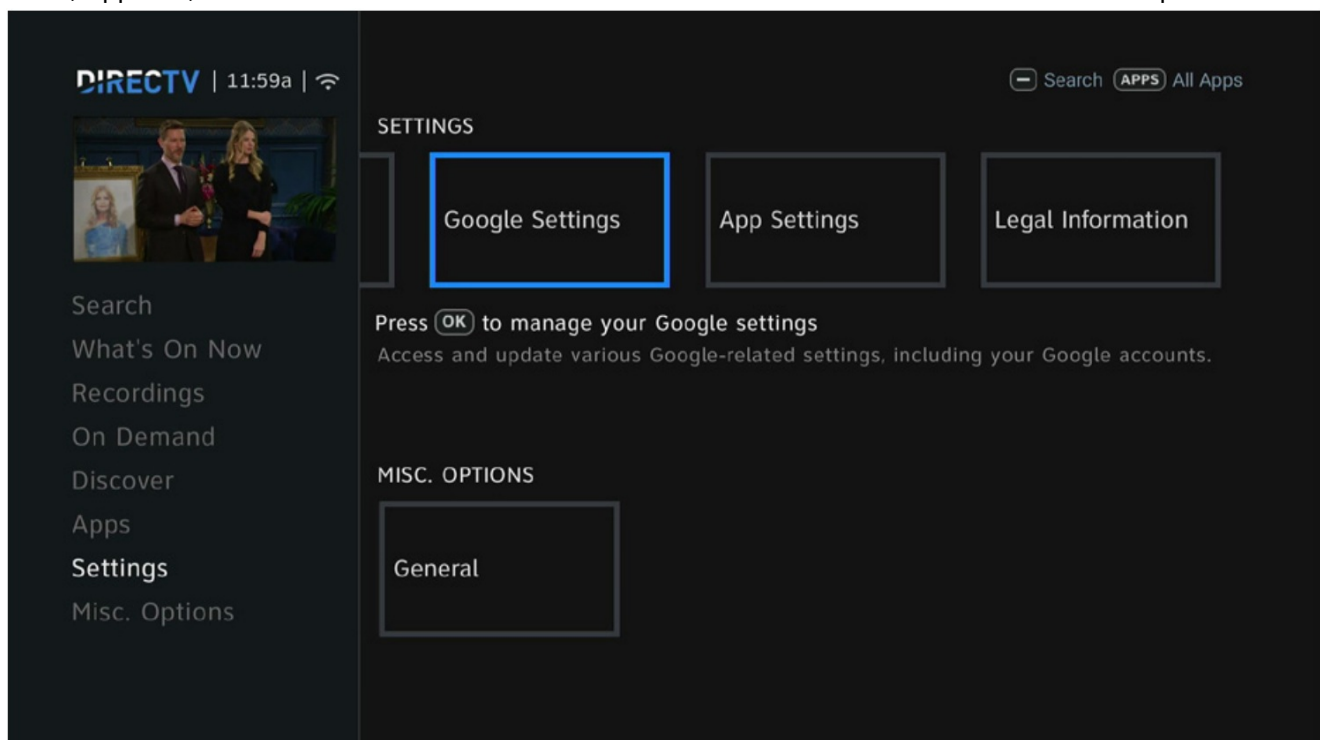 DIRECTV | 11:59a |
Search APPS All Apps
SETTINGS
Google Settings
App Settings
Legal Information
Press OK to manage your Google settings
Access and update various Google-related settings, including your Google accounts.
Search
What's On Now
Recordings
On Demand
Discover
Apps
Settings
Misc. Options
MISC. OPTIONS
General